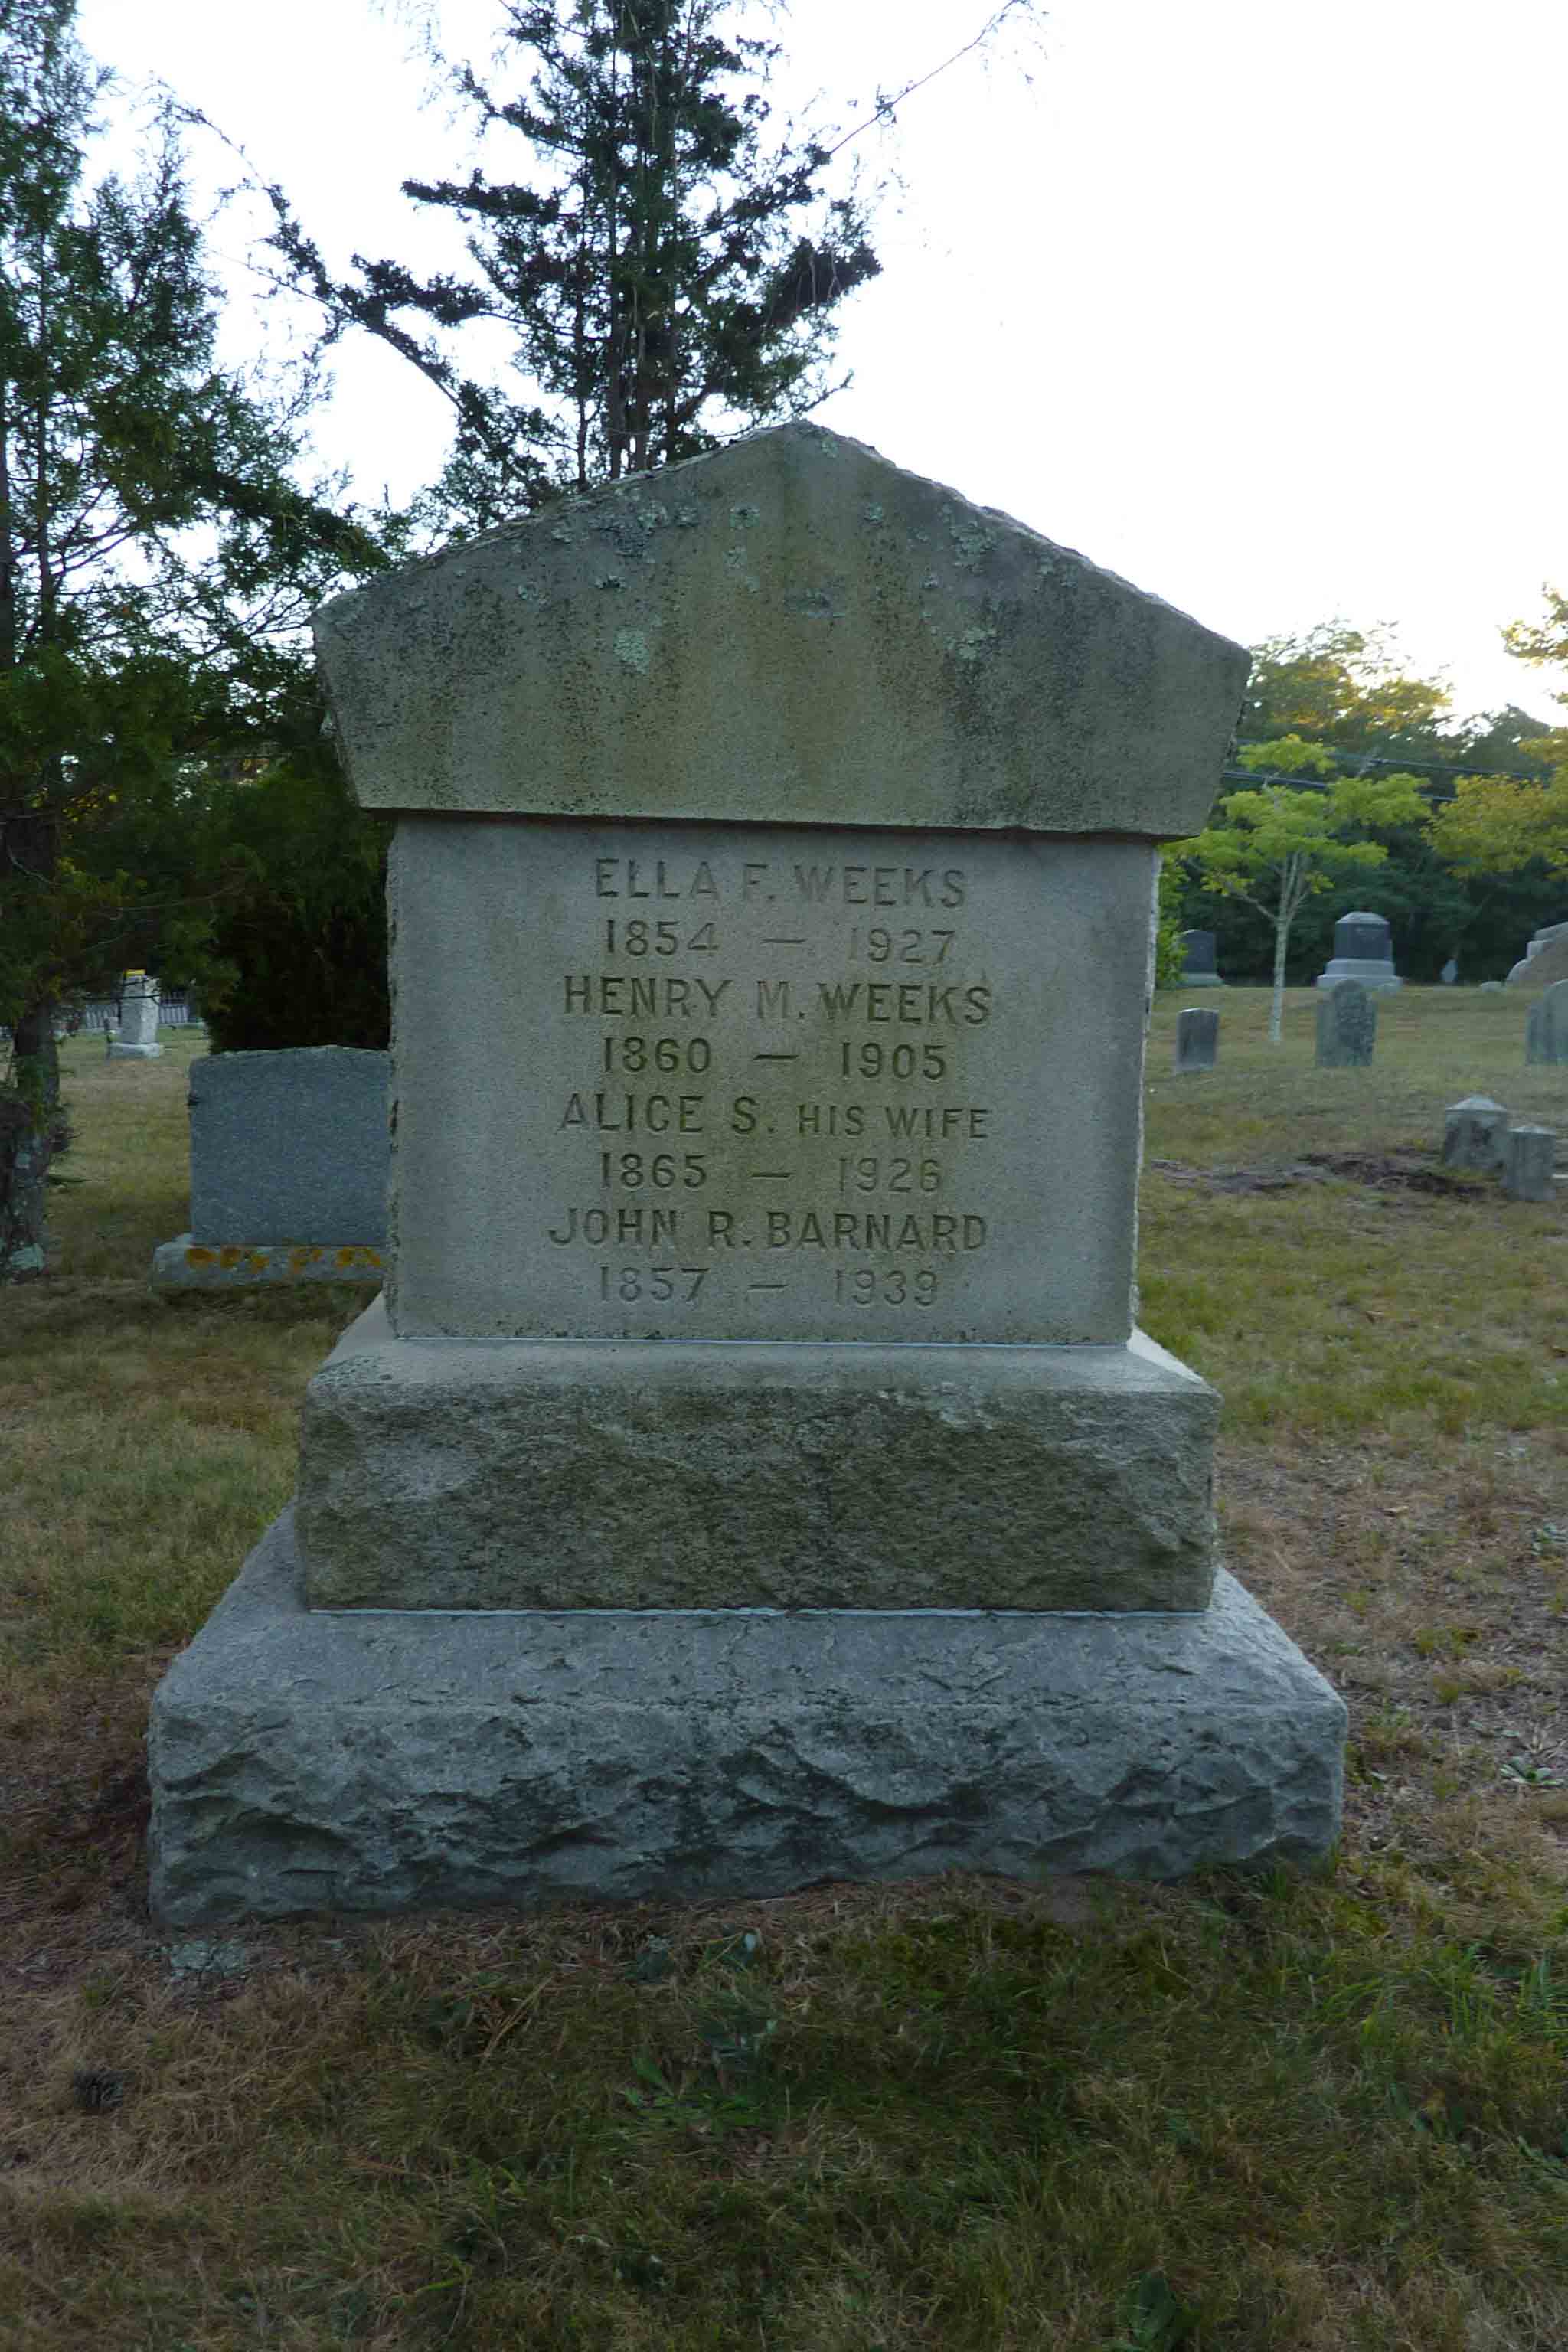 ELLA F. WEEKS
1854 — 1927
HENRY M. WEEKS
1860 — 1905
ALICE S. HIS WIFE
1865 — 1926
JOHN R. BARNARD
1857 — 1939